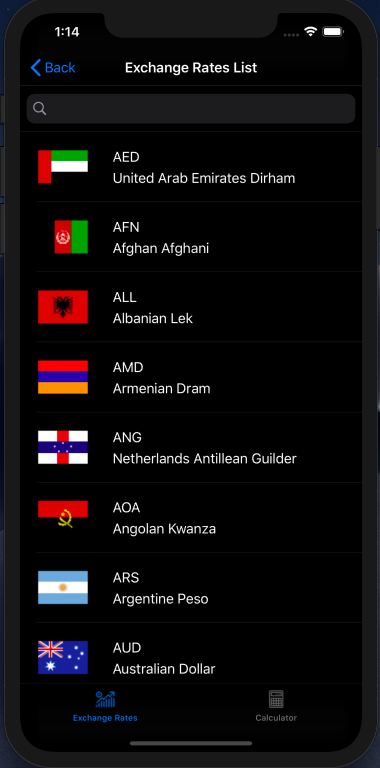 1:14
Back
Exchange Rates List
AED
United Arab Emirates Dirham
AFN
Afghan Afghani
ALL
Albanian Lek
AMD
Armenian Dram
ANG
Netherlands Antillean Guilder
AOA
Angolan Kwanza
ARS
Argentine Peso
AUD
Australian Dollar
Exchange Rates
Calculator